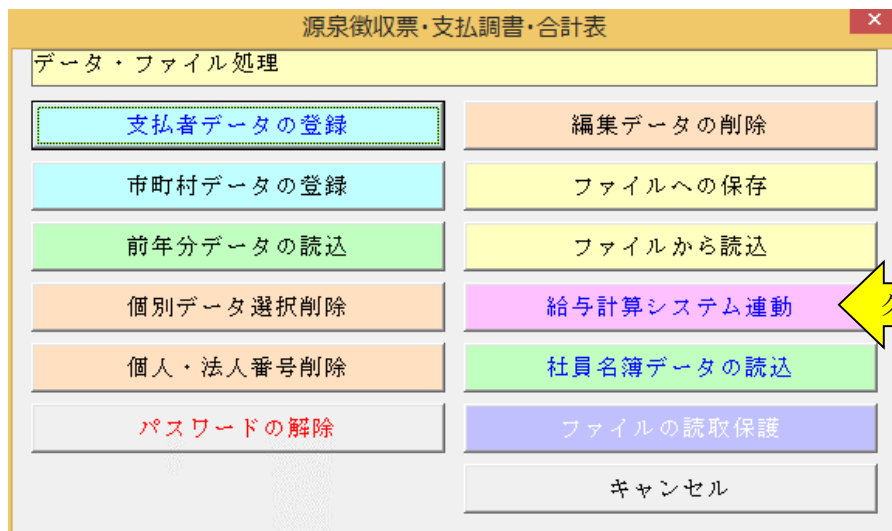 源泉徴収票・支払調書・合計表
データ・ファイル処理
支払者データの登録
編集データの削除
市町村データの登録
ファイルへの保存
前年分データの読込
ファイルから読込
個別データ選択削除
給与計算システム連動
個人・法人番号削除
社員名簿データの読込
パスワードの解除
ファイルの読取保護
キャンセル